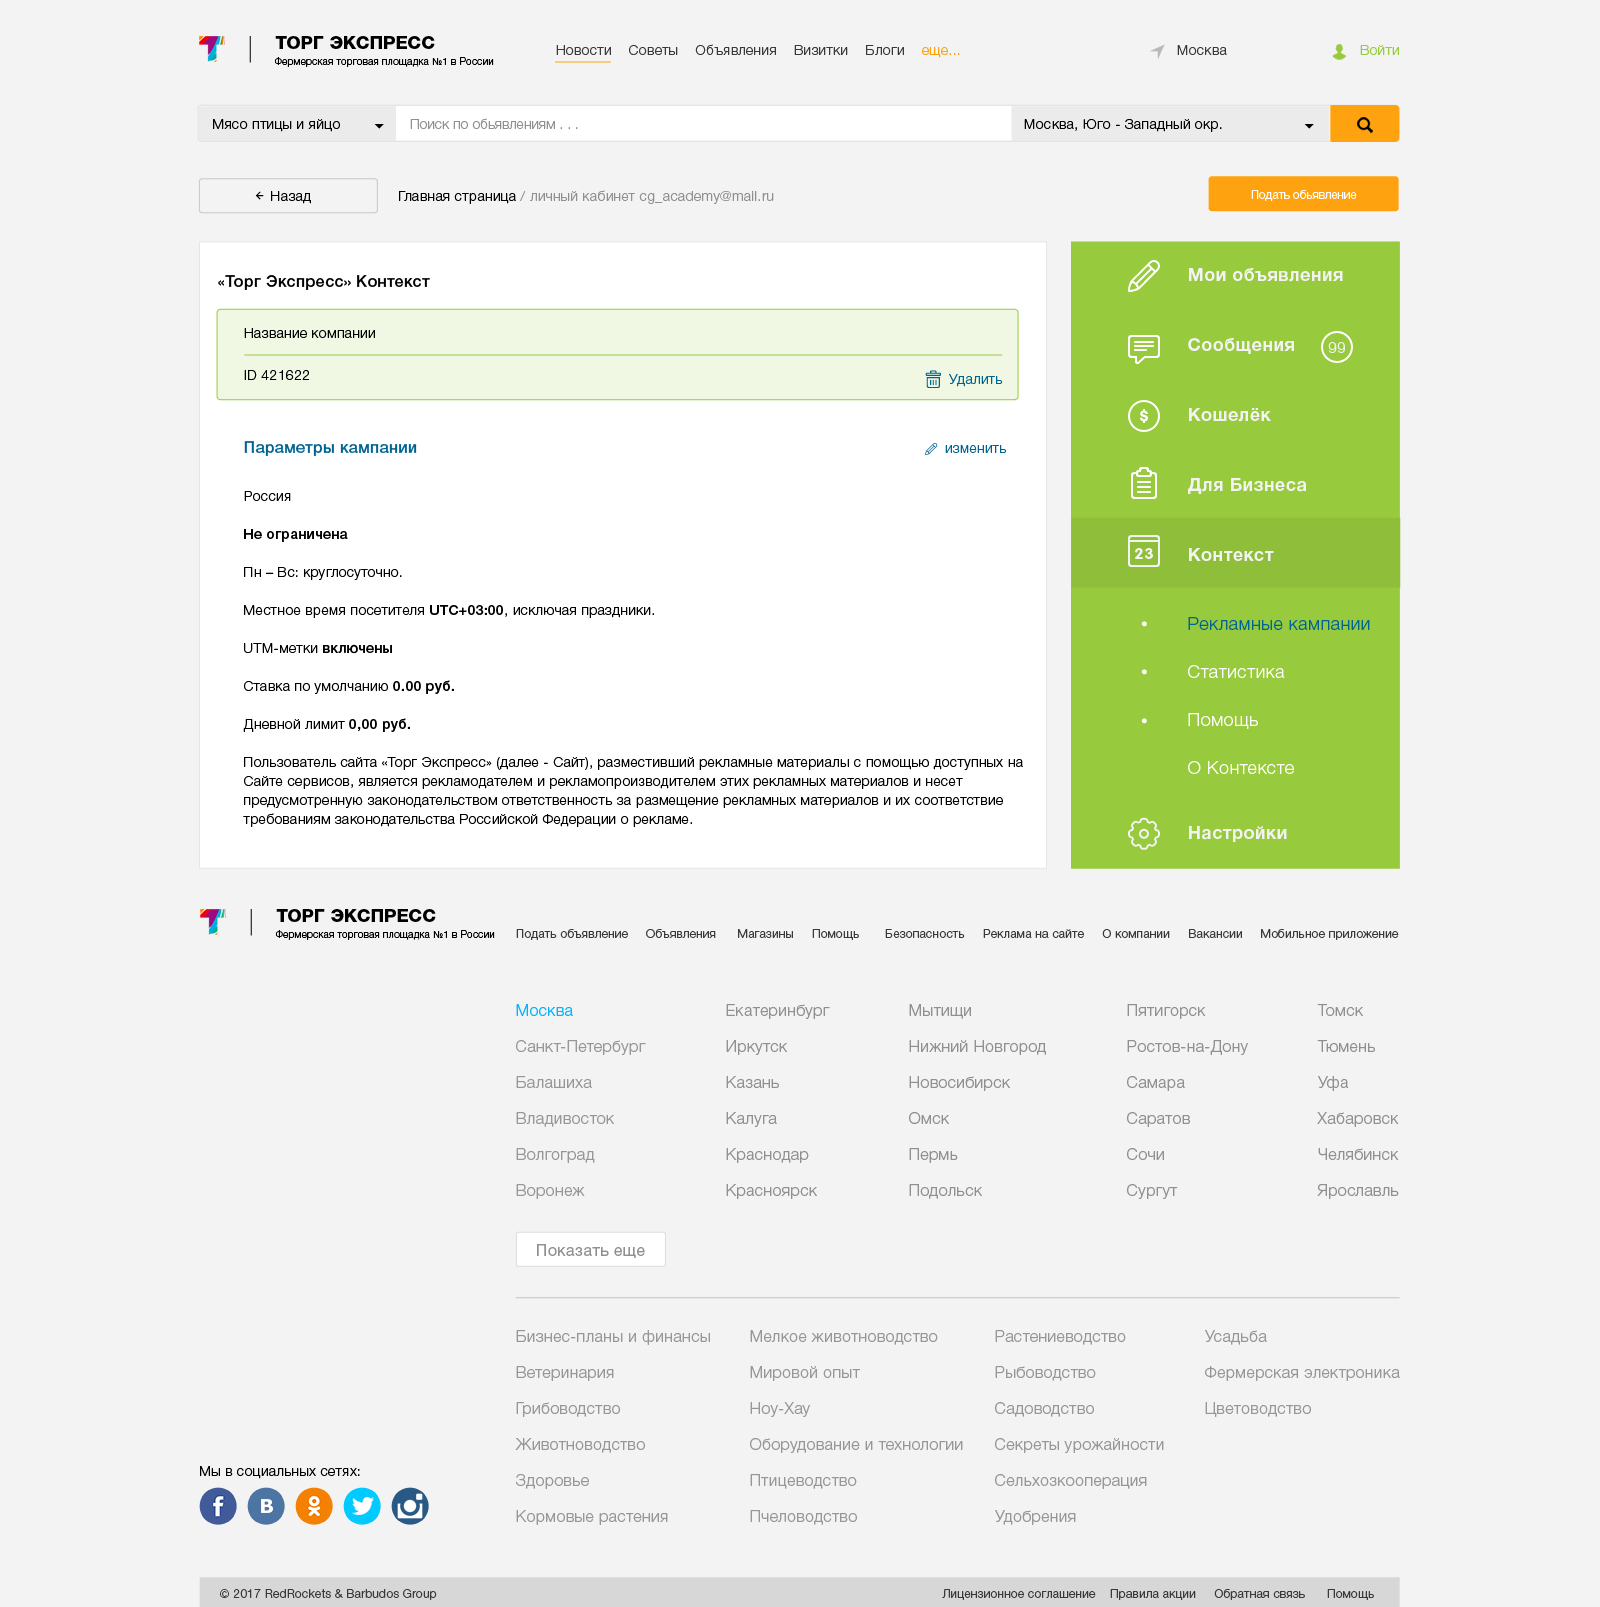 ТОРГ ЭКСПРЕСС
Фермерская торговая площадка №1 в России
Новости Советы Объявления Визитки Блоги еще...
Москва
Войти
Мясо птицы и яйцо
Поиск по обьявлениям . . .
Москва, Юго - Западный окр.
Назад
Главная страница / личный кабинет cg_academy@mall.ru
Подать обьявление
«Торг Экспресс» Контекст
Название компании
ID 421622
Удалить
Параметры кампании
изменить
Россия
Не ограничена
Пн – Вс: круглосуточно.
Местное время посетителя UTC+03:00, исключая праздники.
UTM-метки включены
Ставка по умолчанию 0.00 руб.
Дневной лимит 0,00 руб.
Пользователь сайта «Торг Экспресс» (далее - Сайт), разместивший рекламные материалы с помощью доступных на
Сайте сервисов, является рекламодателем и рекламопроизводителем этих рекламных материалов и несет
предусмотренную законодательством ответственность за размещение рекламных материалов и их соответствие
требованиям законодательства Российской Федерации о рекламе.
Мои объявления
Сообщения 99
$ Кошелёк
Для Бизнеса
23 Контекст
Рекламные кампании
Статистика
Помощь
О Контексте
Настройки
ТОРГ ЭКСПРЕСС
Фермерская торговая площадка №1 в России
Подать объявление Объявления Магазины Помощь Безопасность Реклама на сайте О компании Вакансии Мобильное приложение
Москва Екатеринбург Мытищи Пятигорск Томск
Санкт-Петербург Иркутск Нижний Новгород Ростов-на-Дону Тюмень
Балашиха Казань Новосибирск Самара Уфа
Владивосток Калуга Омск Саратов Хабаровск
Волгоград Краснодар Пермь Сочи Челябинск
Воронеж Красноярск Подольск Сургут Ярославль
Показать еще
Бизнес-планы и финансы Мелкое животноводство Растениеводство Усадьба
Ветеринария Мировой опыт Рыбоводство Фермерская электроника
Грибоводство Ноу-Хау Садоводство Цветоводство
Животноводство Оборудование и технологии Секреты урожайности
Здоровье Птицеводство Сельхозкооперация
Кормовые растения Пчеловодство Удобрения
Мы в социальных сетях:
© 2017 RedRockets & Barbudos Group
Лицензионное соглашение Правила акции Обратная связь Помощь